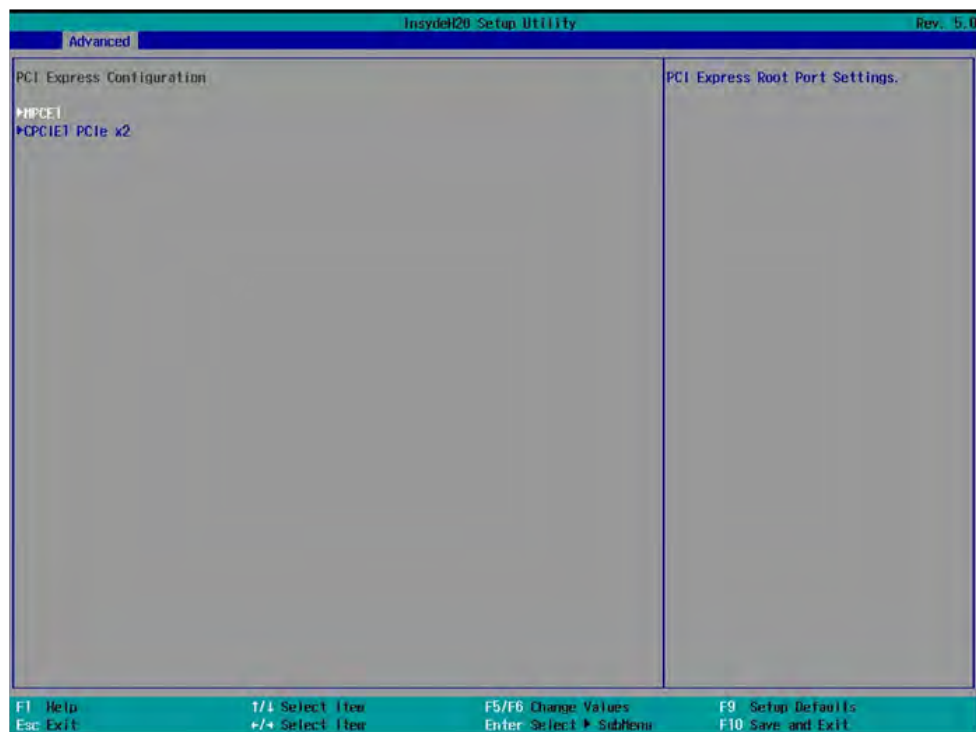 InsydeH20 Setup Utility Rev. 5.0
Advanced
PCI Express Configuration
PCI Express Root Port Settings.
▶MPCE1
▶CPCIE1 PCIe x2
F1 Help ↑/↓ Select Item F5/F6 Change Values F9 Setup Defaults
Esc Exit Select Item Enter Select ▶ SubMenu F10 Save and Exit